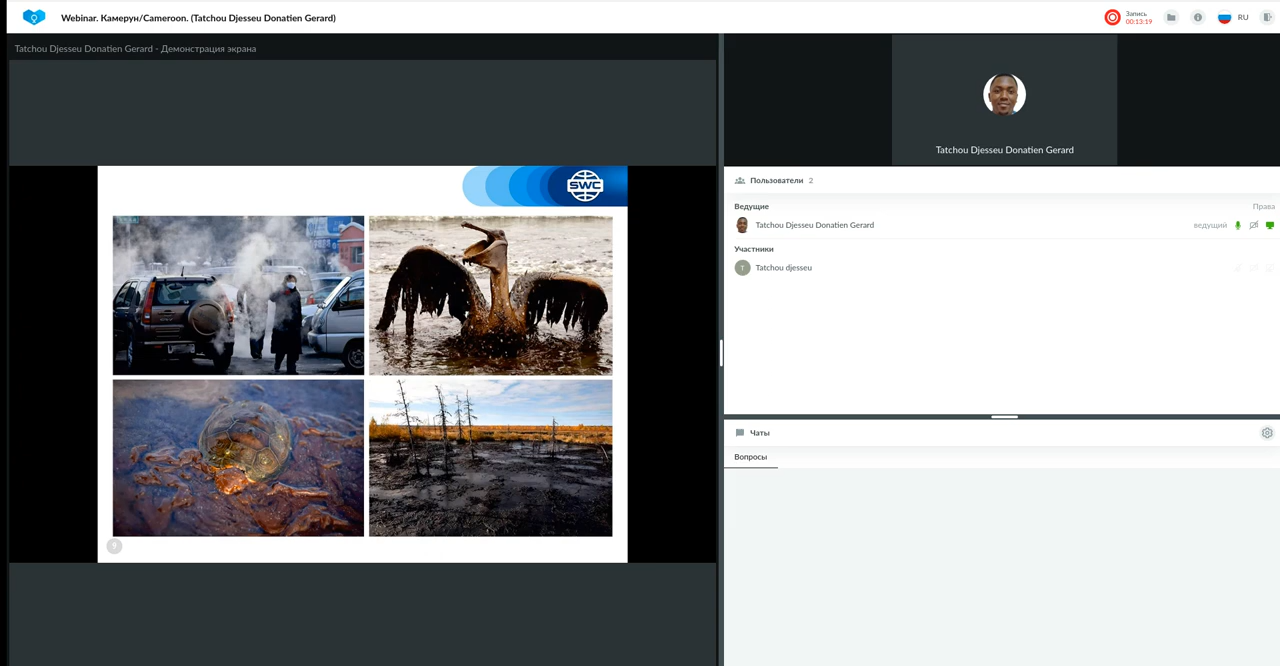 Webinar. Камерун/Cameroon. (Tatchou Djesseu Donatien Gerard)
Запись
00:13:19
RU
Tatchou Djesseu Donatien Gerard - Демонстрация экрана
SWC
9
Tatchou Djesseu Donatien Gerard
Пользователи 2
Ведущие Права
Tatchou Djesseu Donatien Gerard ведущий
Участники
T Tatchou djesseu
Чаты
Вопросы